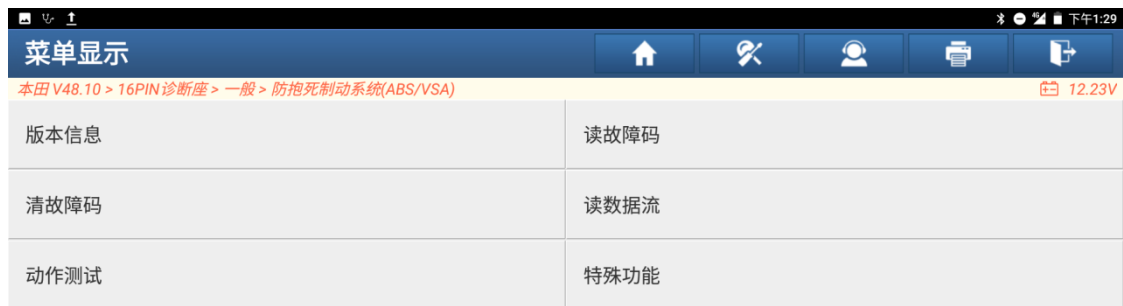 下午1:29
菜单显示
本田 V48.10 > 16PIN诊断座 > 一般 > 防抱死制动系统(ABS/VSA) 12.23V
版本信息 读故障码
清故障码 读数据流
动作测试 特殊功能